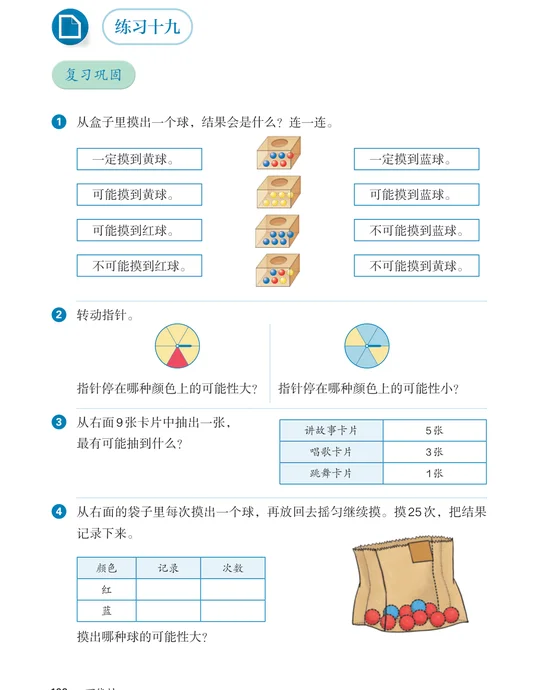 练习十九
复习巩固
1 从盒子里摸出一个球，结果会是什么？连一连。
一定摸到黄球。 一定摸到蓝球。
可能摸到黄球。 可能摸到蓝球。
可能摸到红球。 不可能摸到蓝球。
不可能摸到红球。 不可能摸到黄球。
2 转动指针。
指针停在哪种颜色上的可能性大？ 指针停在哪种颜色上的可能性小？
3 从右面9张卡片中抽出一张，
最有可能抽到什么？
讲故事卡片 5张
唱歌卡片 3张
跳舞卡片 1张
4 从右面的袋子里每次摸出一个球，再放回去摇匀继续摸。摸25次，把结果
记录下来。
颜色 记录 次数
红
蓝
摸出哪种球的可能性大？